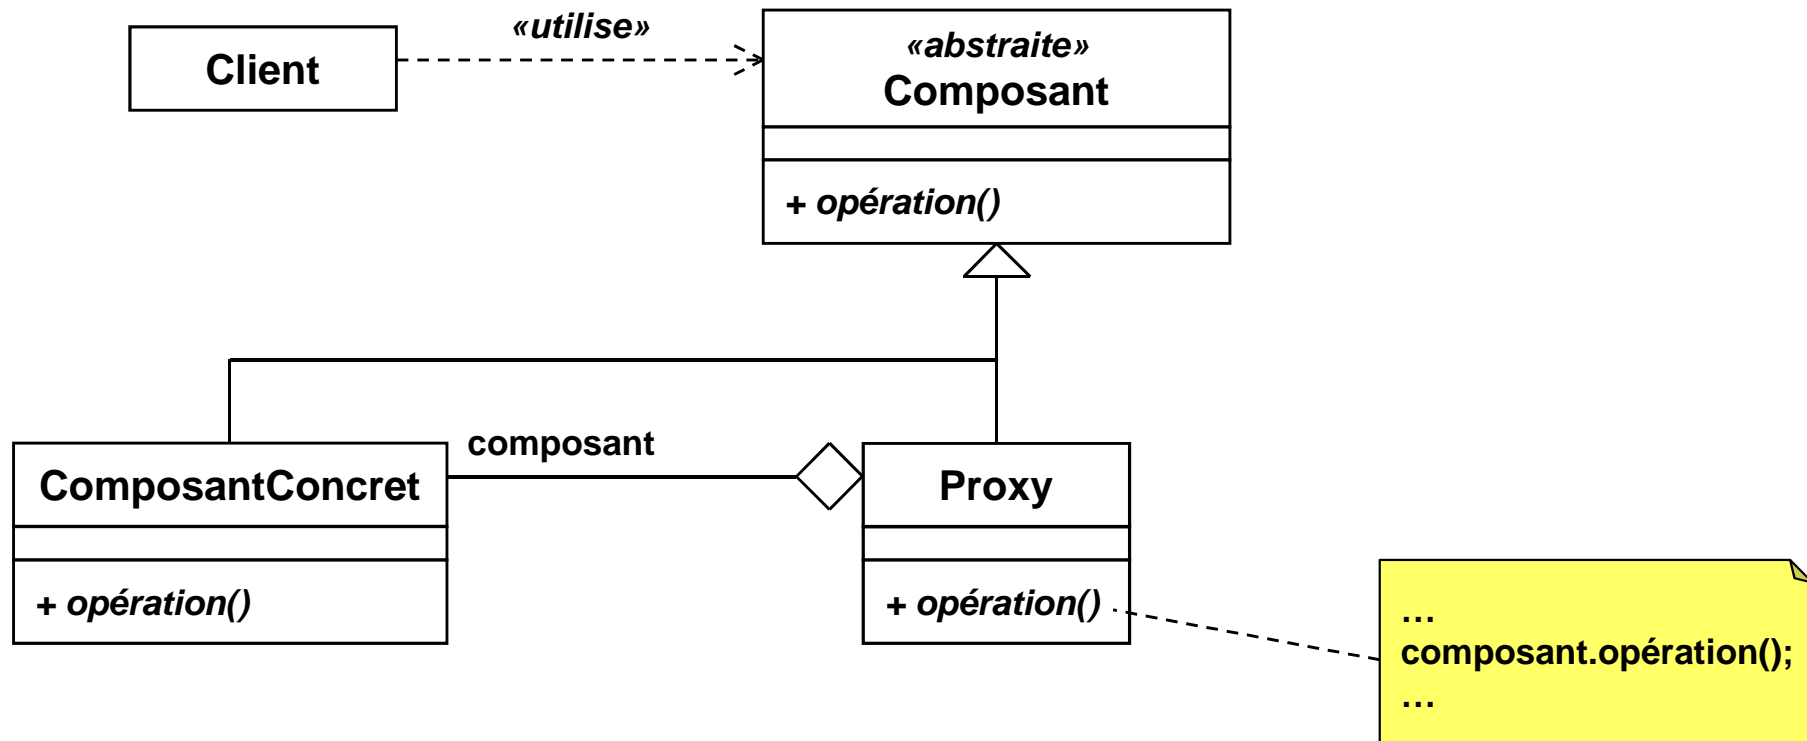 «utilise»
Client
«abstraite»
Composant
+ opération()
composant
ComposantConcret
+ opération()
Proxy
+ opération()
…
composant.opération();
…